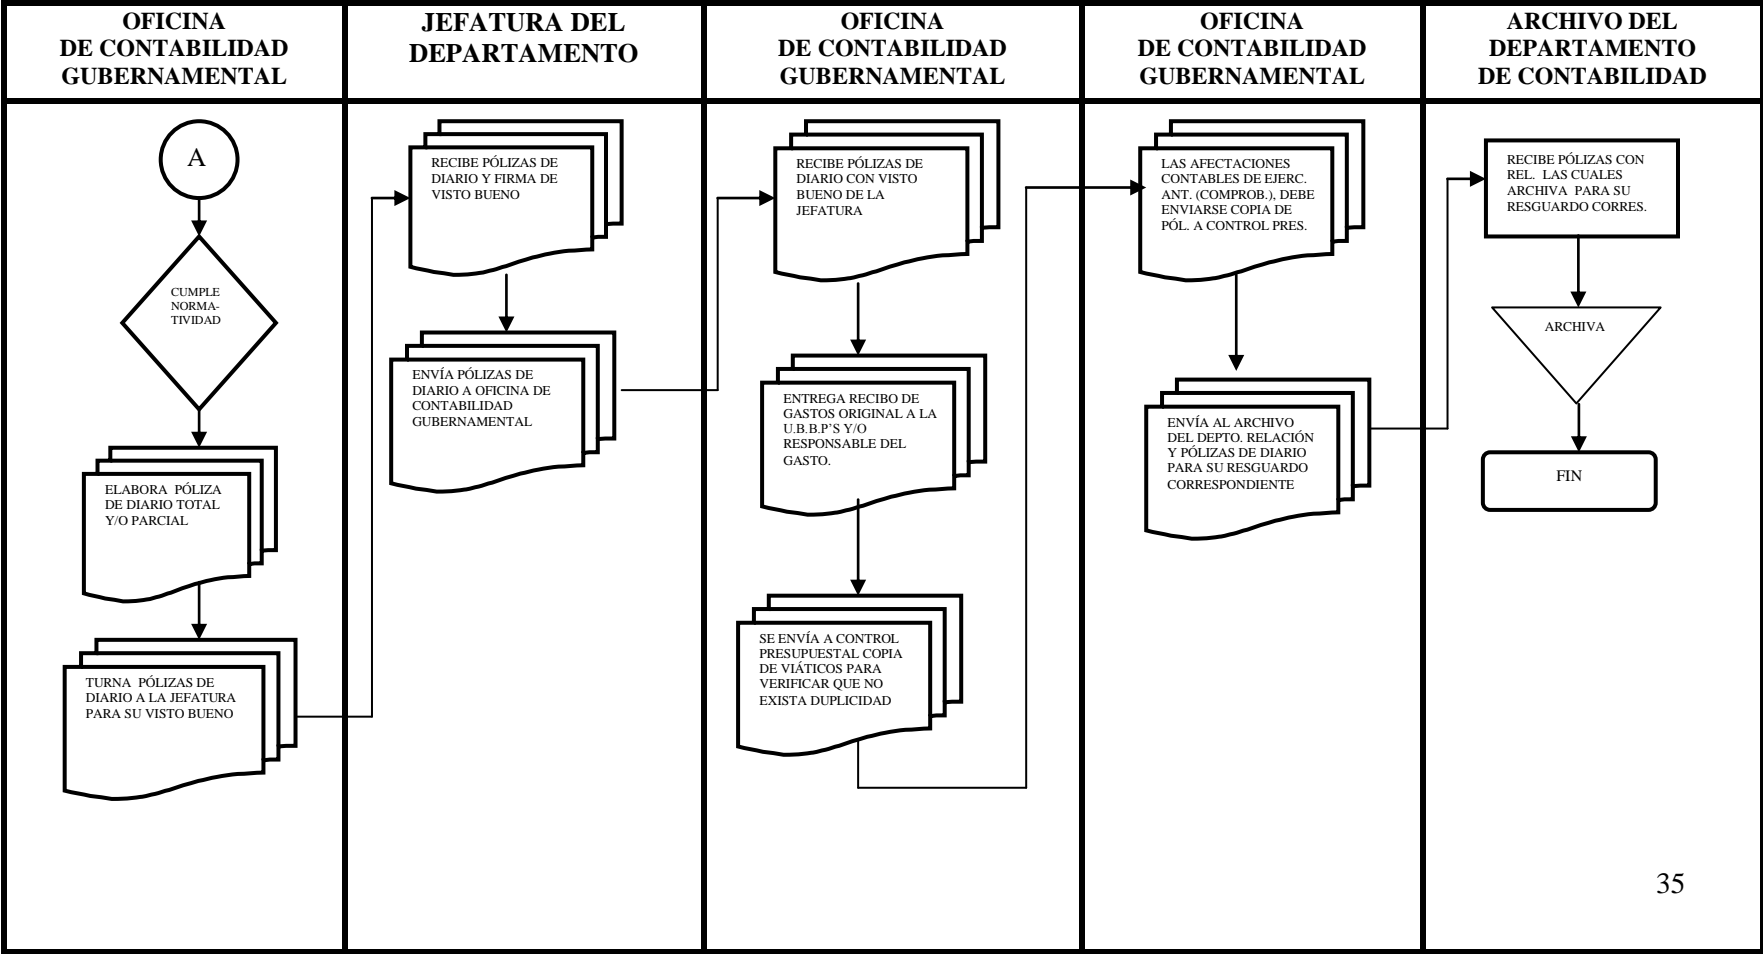 OFICINA
DE CONTABILIDAD
GUBERNAMENTAL
JEFATURA DEL
DEPARTAMENTO
OFICINA
DE CONTABILIDAD
GUBERNAMENTAL
OFICINA
DE CONTABILIDAD
GUBERNAMENTAL
ARCHIVO DEL
DEPARTAMENTO
DE CONTABILIDAD
A
CUMPLE
NORMA-
TIVIDAD
ELABORA PÓLIZA
DE DIARIO TOTAL
Y/O PARCIAL
TURNA PÓLIZAS DE
DIARIO A LA JEFATURA
PARA SU VISTO BUENO
RECIBE PÓLIZAS DE
DIARIO Y FIRMA DE
VISTO BUENO
ENVÍA PÓLIZAS DE
DIARIO A OFICINA DE
CONTABILIDAD
GUBERNAMENTAL
RECIBE PÓLIZAS DE
DIARIO CON VISTO
BUENO DE LA
JEFATURA
ENTREGA RECIBO DE
GASTOS ORIGINAL A LA
U.B.B.P'S Y/O
RESPONSABLE DEL
GASTO.
SE ENVÍA A CONTROL
PRESUPUESTAL COPIA
DE VIÁTICOS PARA
VERIFICAR QUE NO
EXISTA DUPLICIDAD
LAS AFECTACIONES
CONTABLES DE EJERC.
ANT. (COMPROB.), DEBE
ENVIARSE COPIA DE
PÓL. A CONTROL PRES.
ENVÍA AL ARCHIVO
DEL DEPTO. RELACIÓN
Y PÓLIZAS DE DIARIO
PARA SU RESGUARDO
CORRESPONDIENTE
RECIBE PÓLIZAS CON
REL. LAS CUALES
ARCHIVA PARA SU
RESGUARDO CORRES.
ARCHIVA
FIN
35